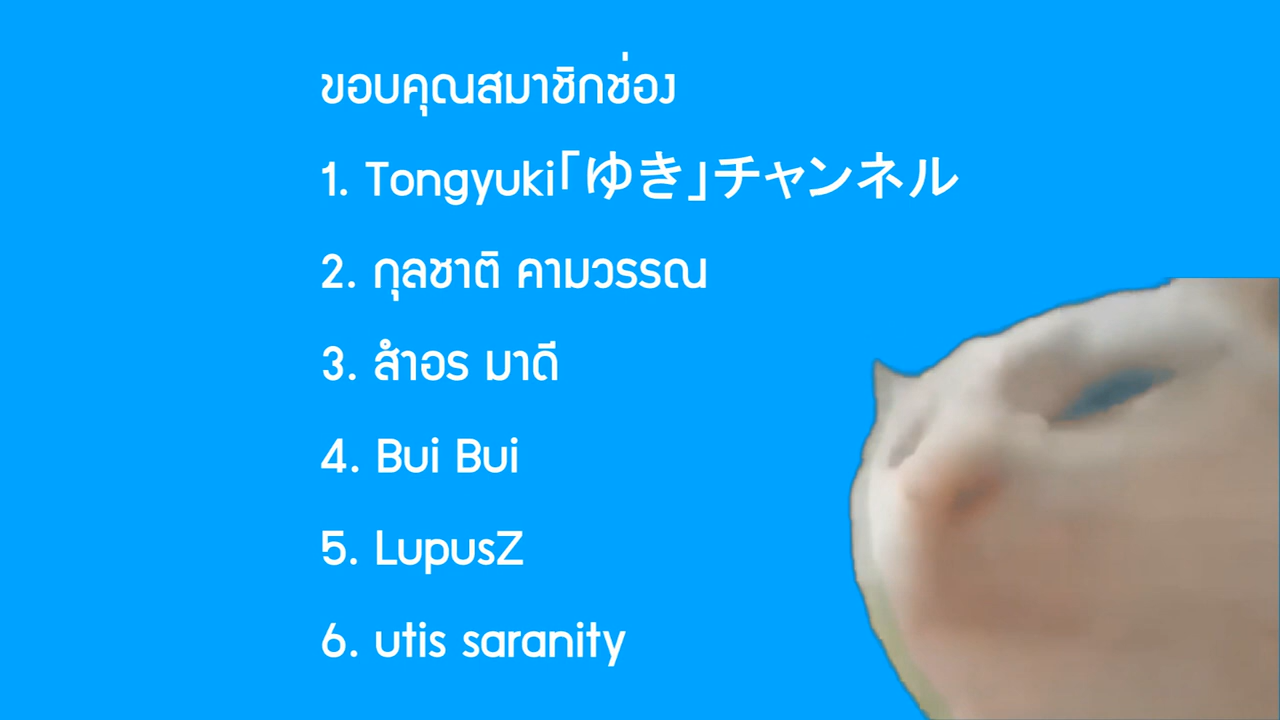 ขอบคุณสมาชิกช่อง
1. Tongyuki「ゆき」チャンネル
2. กุลชาติ คามวรรณ
3. สำอร มาดี
4. Bui Bui
5. LupusZ
6. utis saranity